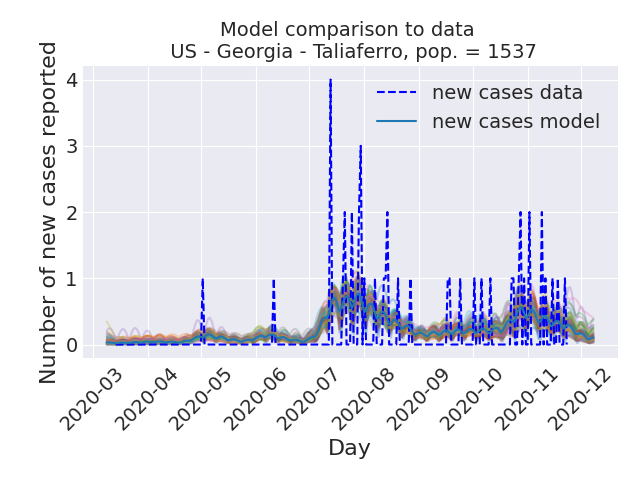 Model comparison to data
US - Georgia - Taliaferro, pop. = 1537
Number of new cases reported
4
3
2
1
0
new cases data
new cases model
2020-03
2020-04
2020-05
2020-06
2020-07
2020-08
2020-09
2020-10
2020-11
2020-12
Day